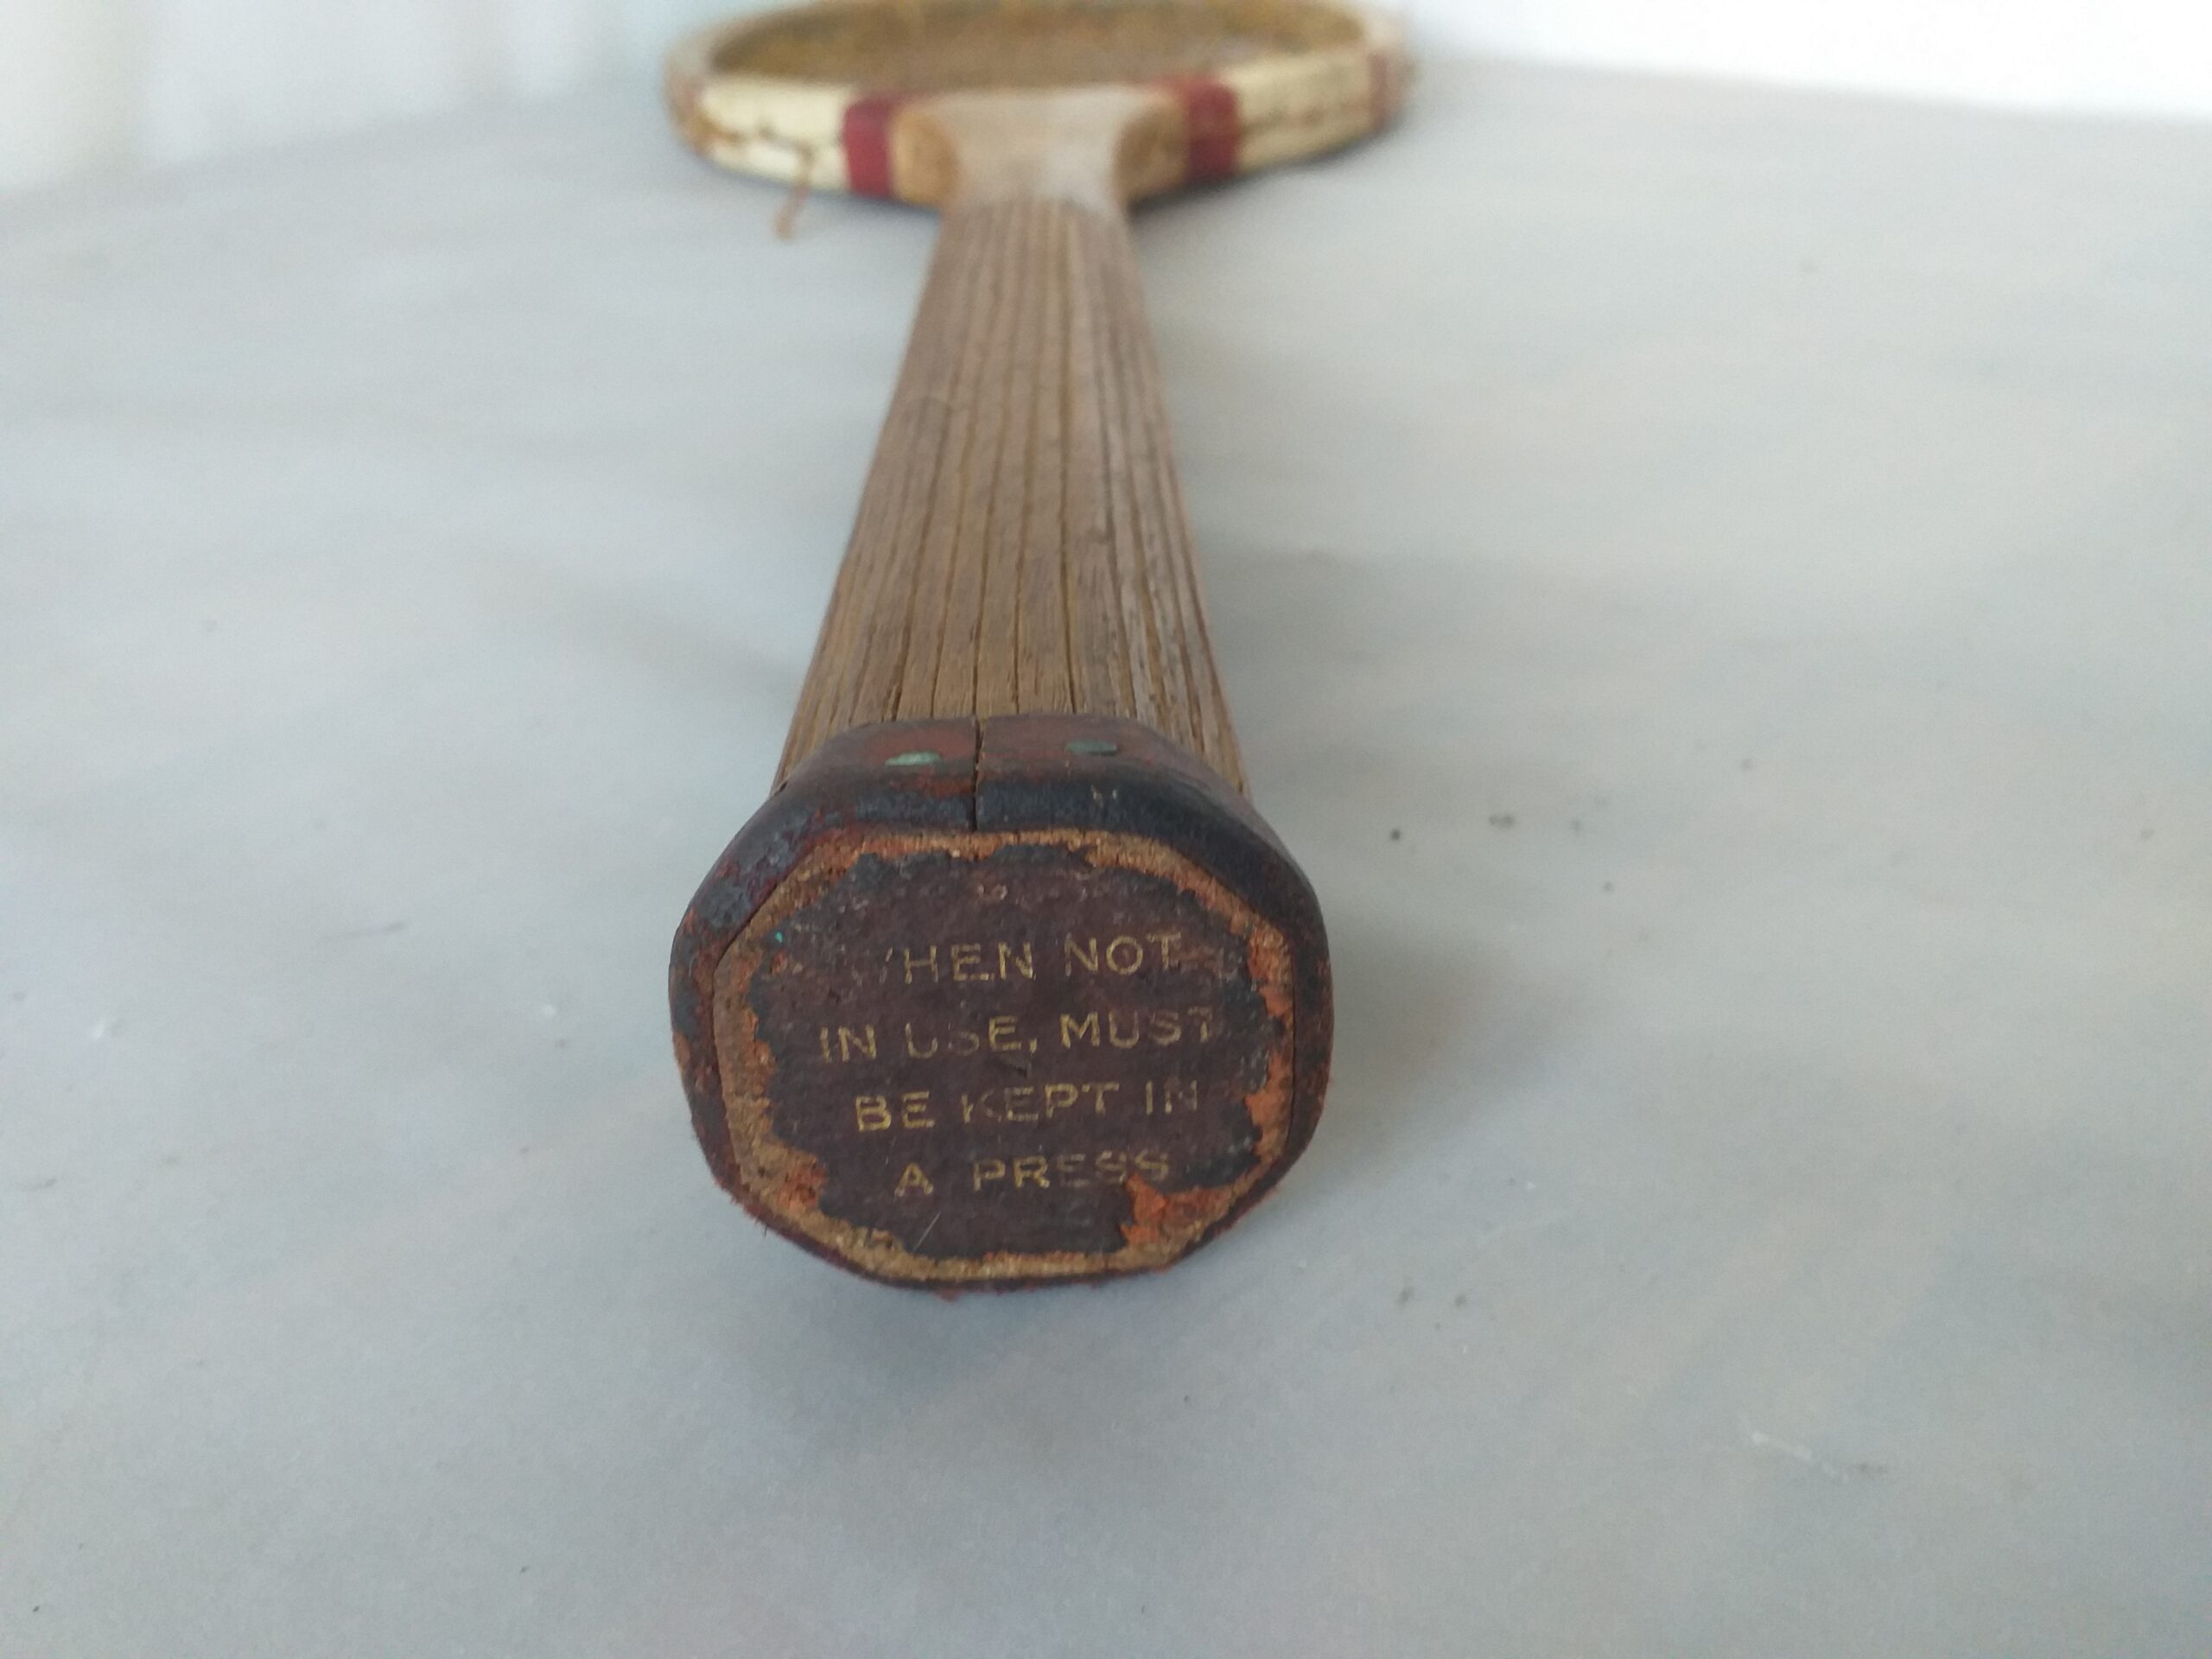 WHEN NOT
IN USE, MUST
BE KEPT IN
A PRESS